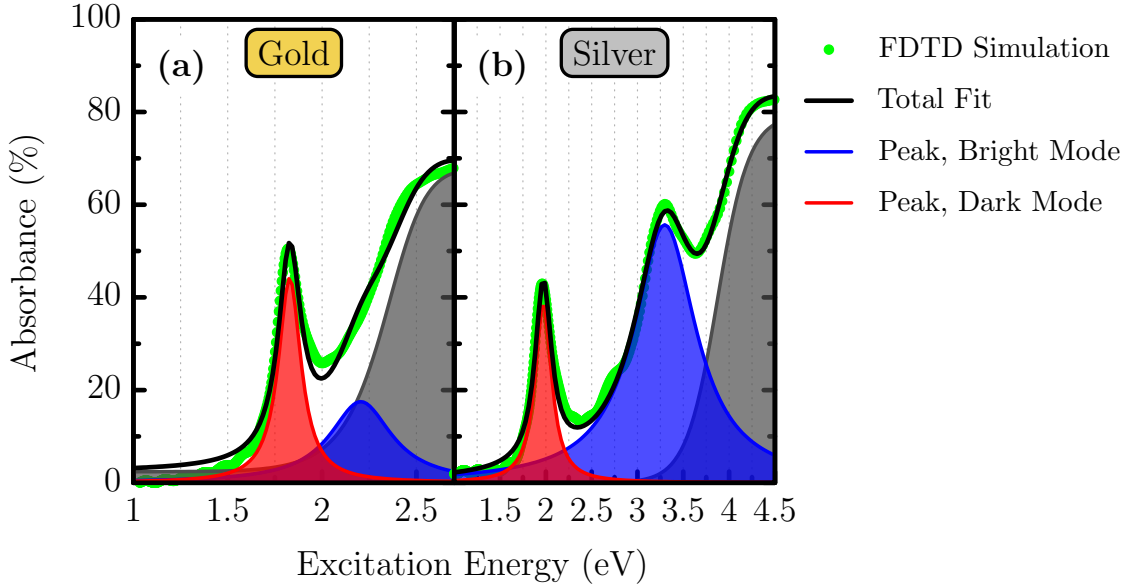 (a) Gold
(b) Silver
FDTD Simulation
Total Fit
Peak, Bright Mode
Peak, Dark Mode
Absorbance (%)
100
80
60
40
20
0
1 1.5 2 2.5
1.5 2 2.5 3 3.5 4 4.5
Excitation Energy (eV)